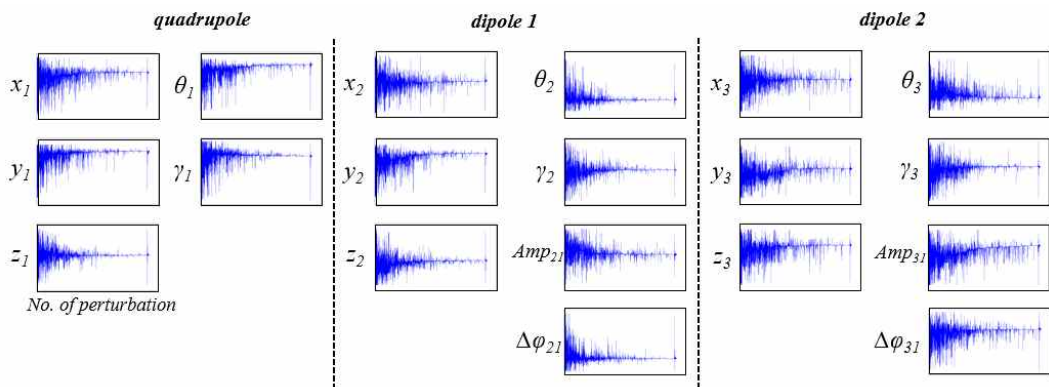 quadrupole dipole 1 dipole 2
x1 θ1 x2 θ2 x3 θ3
y1 γ1 y2 γ2 y3 γ3
z1 z2 Amp21 z3 Amp31
No. of perturbation
Δφ21 Δφ31